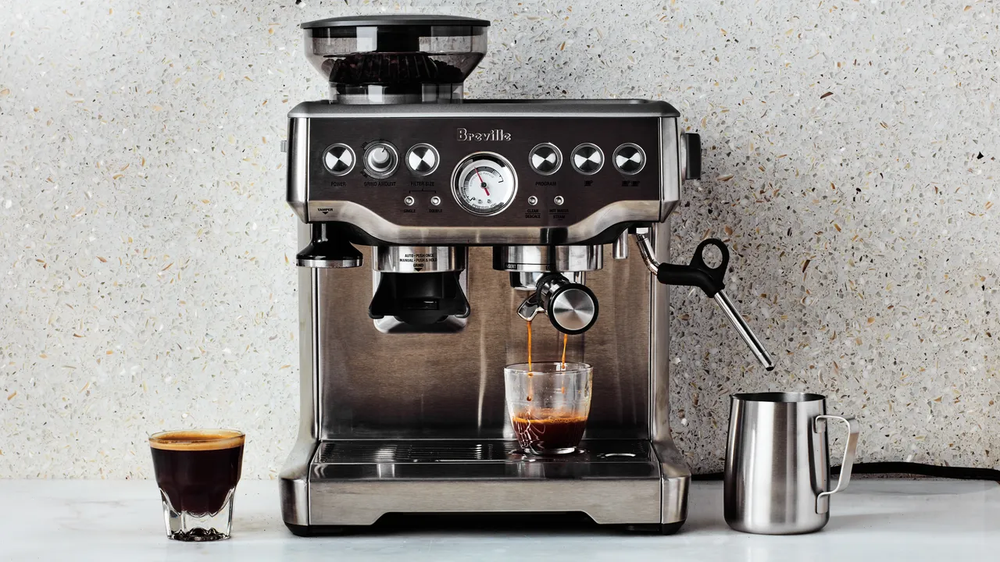 Breville
POWER
GRIND AMOUNT
FILTER SIZE
PROGRAM
SINGLE
DOUBLE
CLEAN
DESCALE
HOT WATER
STEAM
TAMPER
AUTO - PUSH ONCE
MANUAL - PUSH & HOLD
GRIND